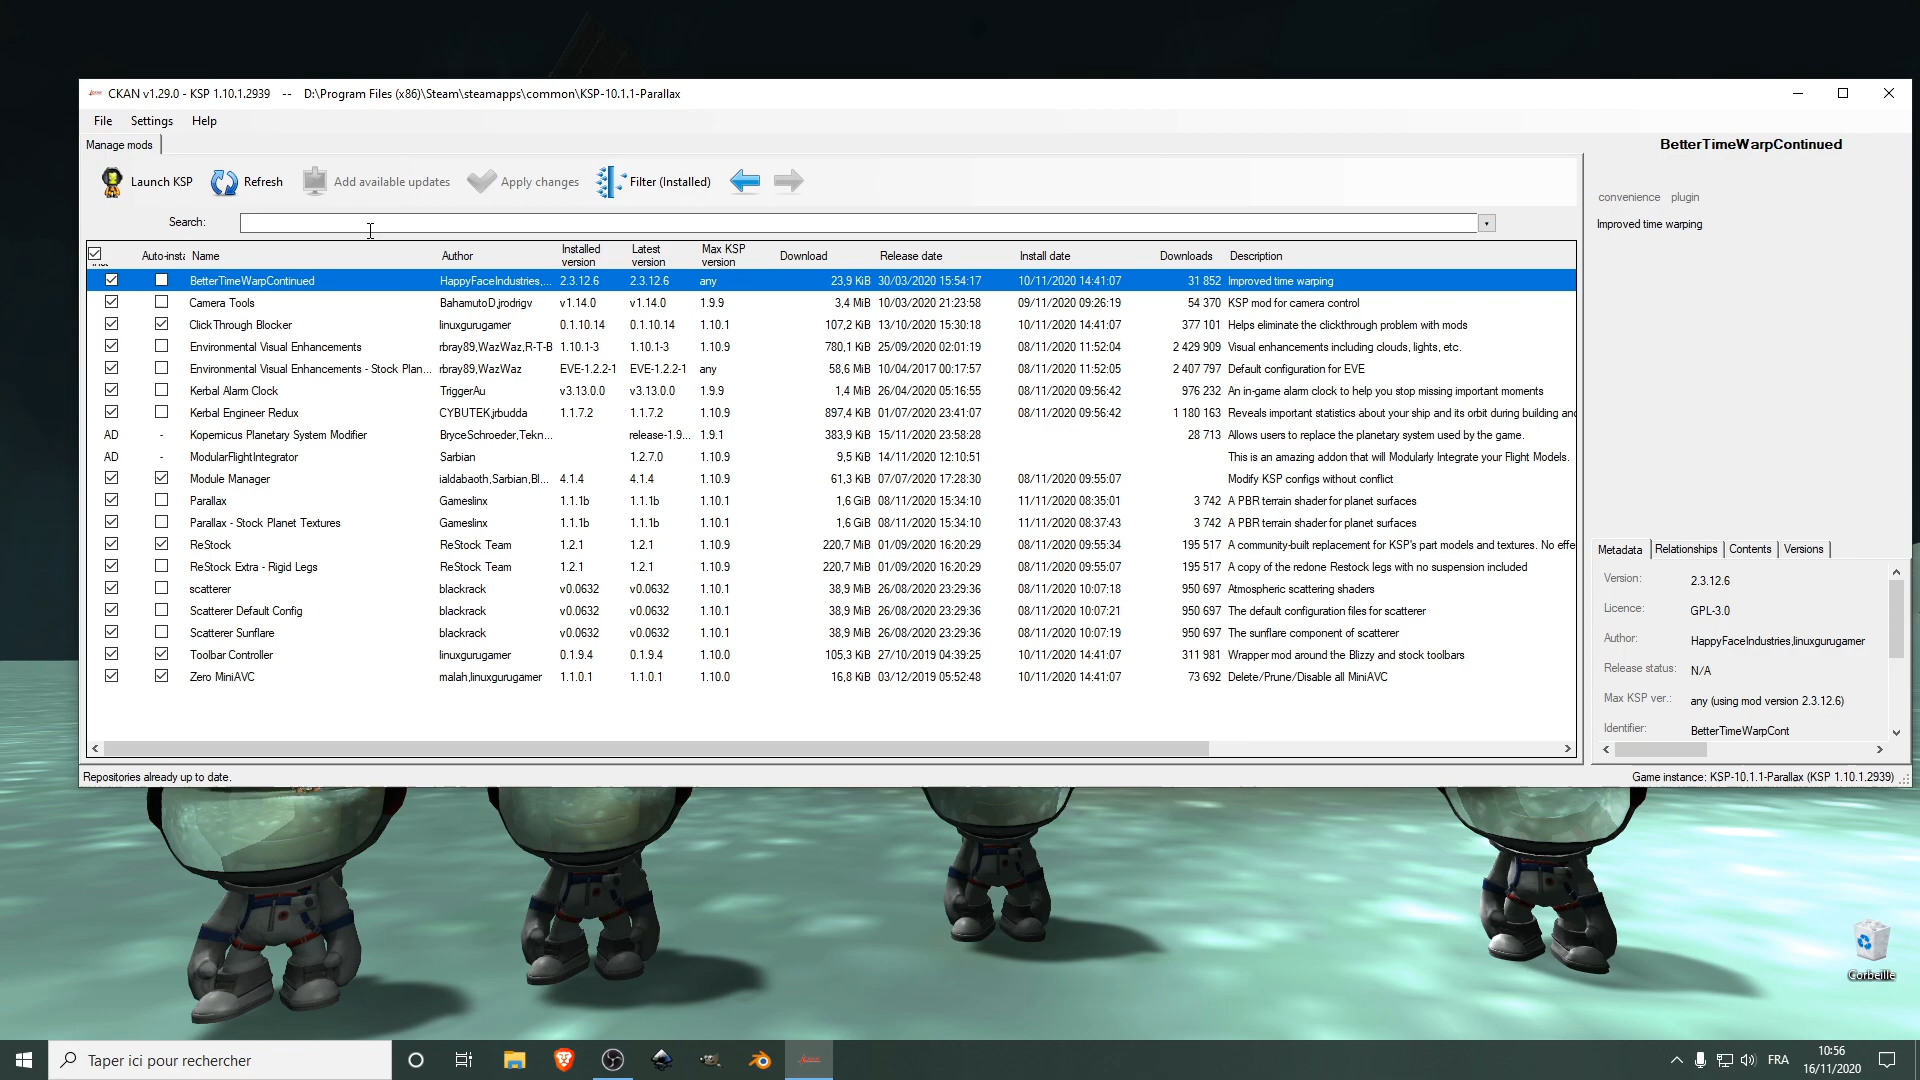 CKAN v1.29.0 - KSP 1.10.1.2939 -- D:\Program Files (x86)\Steam\steamapps\common\KSP-10.1.1-Parallax
File Settings Help
Manage mods
BetterTimeWarpContinued
Launch KSP Refresh Add available updates Apply changes Filter (Installed)
convenience plugin
Search:
Improved time warping
Auto-insta Name Author Installed version Latest version Max KSP version Download Release date Install date Downloads Description
BetterTimeWarpContinued HappyFaceIndustries,... 2.3.12.6 2.3.12.6 any 23,9 KiB 30/03/2020 15:54:17 10/11/2020 14:41:07 31 852 Improved time warping
Camera Tools BahamutoD,jrodrigv v1.14.0 v1.14.0 1.9.9 3,4 MiB 10/03/2020 21:23:58 09/11/2020 09:26:19 54 370 KSP mod for camera control
ClickThrough Blocker linuxgurugamer 0.1.10.14 0.1.10.14 1.10.1 107,2 KiB 13/10/2020 15:30:18 10/11/2020 14:41:07 377 101 Helps eliminate the clickthrough problem with mods
Environmental Visual Enhancements rbray89,WazWaz,R-T-B 1.10.1-3 1.10.1-3 1.10.9 780,1 KiB 25/09/2020 02:01:19 08/11/2020 11:52:04 2 429 909 Visual enhancements including clouds, lights, etc.
Environmental Visual Enhancements - Stock Plan... rbray89,WazWaz EVE-1.2.2-1 EVE-1.2.2-1 any 58,6 MiB 10/04/2017 00:17:57 08/11/2020 11:52:05 2 407 797 Default configuration for EVE
Kerbal Alarm Clock TriggerAu v3.13.0.0 v3.13.0.0 1.9.9 1,4 MiB 26/04/2020 05:16:55 08/11/2020 09:56:42 976 232 An in-game alarm clock to help you stop missing important moments
Kerbal Engineer Redux CYBUTEK,jrbudda 1.1.7.2 1.1.7.2 1.10.9 897,4 KiB 01/07/2020 23:41:07 08/11/2020 09:56:42 1 180 163 Reveals important statistics about your ship and its orbit during building and
AD - Kopernicus Planetary System Modifier BryceSchroeder,Tekn... release-1.9... 1.9.1 383,9 KiB 15/11/2020 23:58:28 28 713 Allows users to replace the planetary system used by the game.
AD - ModularFlightIntegrator Sarbian 1.2.7.0 1.10.9 9,5 KiB 14/11/2020 12:10:51 This is an amazing addon that will Modularly Integrate your Flight Models.
Module Manager ialdabaoth,Sarbian,Bl... 4.1.4 4.1.4 1.10.9 61,3 KiB 07/07/2020 17:28:30 08/11/2020 09:55:07 Modify KSP configs without conflict
Parallax Gameslinx 1.1.1b 1.1.1b 1.10.1 1,6 GiB 08/11/2020 15:34:10 11/11/2020 08:35:01 3 742 A PBR terrain shader for planet surfaces
Parallax - Stock Planet Textures Gameslinx 1.1.1b 1.1.1b 1.10.1 1,6 GiB 08/11/2020 15:34:10 11/11/2020 08:37:43 3 742 A PBR terrain shader for planet surfaces
ReStock ReStock Team 1.2.1 1.2.1 1.10.9 220,7 MiB 01/09/2020 16:20:29 08/11/2020 09:55:34 195 517 A community-built replacement for KSP's part models and textures. No effe
ReStock Extra - Rigid Legs ReStock Team 1.2.1 1.2.1 1.10.9 220,7 MiB 01/09/2020 16:20:29 08/11/2020 09:55:07 195 517 A copy of the redone Restock legs with no suspension included
scatterer blackrack v0.0632 v0.0632 1.10.1 38,9 MiB 26/08/2020 23:29:36 08/11/2020 10:07:18 950 697 Atmospheric scattering shaders
Scatterer Default Config blackrack v0.0632 v0.0632 1.10.1 38,9 MiB 26/08/2020 23:29:36 08/11/2020 10:07:21 950 697 The default configuration files for scatterer
Scatterer Sunflare blackrack v0.0632 v0.0632 1.10.1 38,9 MiB 26/08/2020 23:29:36 08/11/2020 10:07:19 950 697 The sunflare component of scatterer
Toolbar Controller linuxgurugamer 0.1.9.4 0.1.9.4 1.10.0 105,3 KiB 27/10/2019 04:39:25 10/11/2020 14:41:07 311 981 Wrapper mod around the Blizzy and stock toolbars
Zero MiniAVC malah,linuxgurugamer 1.1.0.1 1.1.0.1 1.10.0 16,8 KiB 03/12/2019 05:52:48 10/11/2020 14:41:07 73 692 Delete/Prune/Disable all MiniAVC
Metadata Relationships Contents Versions
Version: 2.3.12.6
Licence: GPL-3.0
Author: HappyFaceIndustries,linuxgurugamer
Release status: N/A
Max KSP ver.: any (using mod version 2.3.12.6)
Identifier: BetterTimeWarpCont
Repositories already up to date.
Game instance: KSP-10.1.1-Parallax (KSP 1.10.1.2939)
Corbeille
Taper ici pour rechercher
FRA
10:56
16/11/2020